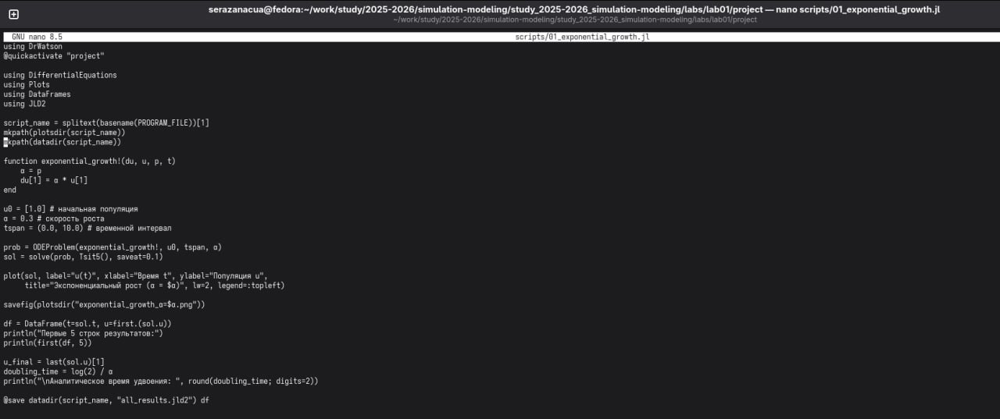 serazanacua@fedora:~/work/study/2025-2026/simulation-modeling/study_2025-2026_simulation-modeling/labs/lab01/project — nano scripts/01_exponential_growth.jl
~/work/study/2025-2026/simulation-modeling/study_2025-2026_simulation-modeling/labs/lab01/project
GNU nano 8.5 scripts/01_exponential_growth.jl
using DrWatson
@quickactivate "project"

using DifferentialEquations
using Plots
using DataFrames
using JLD2

script_name = splitext(basename(PROGRAM_FILE))[1]
mkpath(plotsdir(script_name))
mkpath(datadir(script_name))

function exponential_growth!(du, u, p, t)
    α = p
    du[1] = α * u[1]
end

u0 = [1.0] # начальная популяция
α = 0.3 # скорость роста
tspan = (0.0, 10.0) # временной интервал

prob = ODEProblem(exponential_growth!, u0, tspan, α)
sol = solve(prob, Tsit5(), saveat=0.1)

plot(sol, label="u(t)", xlabel="Время t", ylabel="Популяция u",
     title="Экспоненциальный рост (α = $α)", lw=2, legend=:topleft)

savefig(plotsdir("exponential_growth_α=$α.png"))

df = DataFrame(t=sol.t, u=first.(sol.u))
println("Первые 5 строк результатов:")
println(first(df, 5))

u_final = last(sol.u)[1]
doubling_time = log(2) / α
println("\nАналитическое время удвоения: ", round(doubling_time; digits=2))

@save datadir(script_name, "all_results.jld2") df